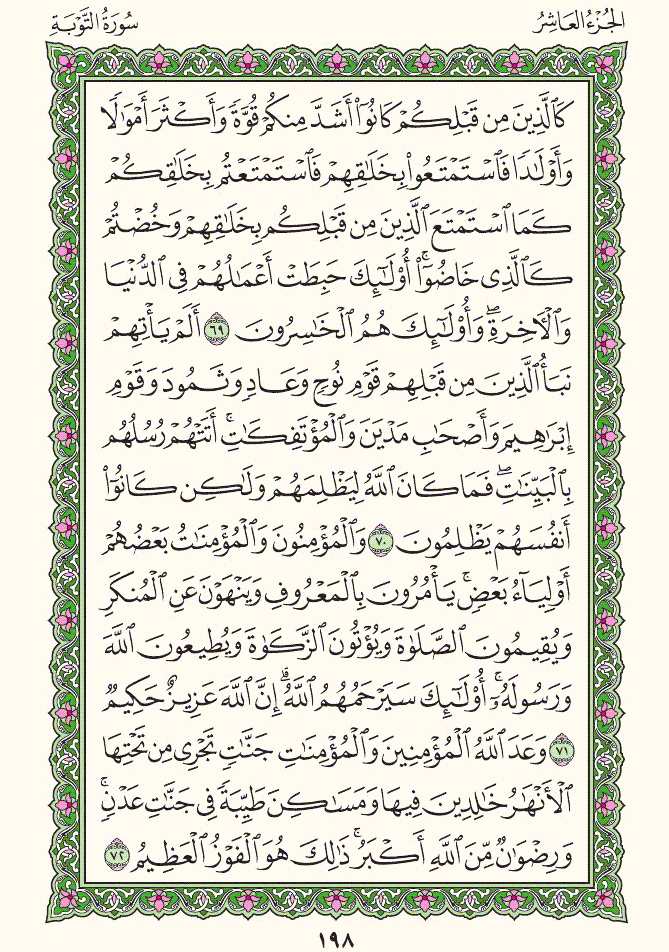 الجُزْءُ العَاشِرُ
سُورَةُ التَّوۡبَةِ
كَٱلَّذِينَ مِن قَبۡلِكُمۡ كَانُوٓاْ أَشَدَّ مِنكُمۡ قُوَّةٗ وَأَكۡثَرَ أَمۡوَٰلٗا
وَأَوۡلَٰدٗا فَٱسۡتَمۡتَعُواْ بِخَلَٰقِهِمۡ فَٱسۡتَمۡتَعۡتُم بِخَلَٰقِكُمۡ
كَمَا ٱسۡتَمۡتَعَ ٱلَّذِينَ مِن قَبۡلِكُم بِخَلَٰقِهِمۡ وَخُضۡتُمۡ
كَٱلَّذِي خَاضُوٓاْۚ أُوْلَٰٓئِكَ حَبِطَتۡ أَعۡمَٰلُهُمۡ فِي ٱلدُّنۡيَا
وَٱلۡأٓخِرَةِۖ وَأُوْلَٰٓئِكَ هُمُ ٱلۡخَٰسِرُونَ ٦٩ أَلَمۡ يَأۡتِهِمۡ
نَبَأُ ٱلَّذِينَ مِن قَبۡلِهِمۡ قَوۡمِ نُوحٖ وَعَادٖ وَثَمُودَ وَقَوۡمِ
إِبۡرَٰهِيمَ وَأَصۡحَٰبِ مَدۡيَنَ وَٱلۡمُؤۡتَفِكَٰتِۚ أَتَتۡهُمۡ رُسُلُهُم
بِٱلۡبَيِّنَٰتِۖ فَمَا كَانَ ٱللَّهُ لِيَظۡلِمَهُمۡ وَلَٰكِن كَانُوٓاْ
أَنفُسَهُمۡ يَظۡلِمُونَ ٧٠ وَٱلۡمُؤۡمِنُونَ وَٱلۡمُؤۡمِنَٰتُ بَعۡضُهُمۡ
أَوۡلِيَآءُ بَعۡضٖۚ يَأۡمُرُونَ بِٱلۡمَعۡرُوفِ وَيَنۡهَوۡنَ عَنِ ٱلۡمُنكَرِ
وَيُقِيمُونَ ٱلصَّلَوٰةَ وَيُؤۡتُونَ ٱلزَّكَوٰةَ وَيُطِيعُونَ ٱللَّهَ
وَرَسُولَهُۥٓۚ أُوْلَٰٓئِكَ سَيَرۡحَمُهُمُ ٱللَّهُۗ إِنَّ ٱللَّهَ عَزِيزٌ حَكِيمٞ
٧١ وَعَدَ ٱللَّهُ ٱلۡمُؤۡمِنِينَ وَٱلۡمُؤۡمِنَٰتِ جَنَّٰتٖ تَجۡرِي مِن تَحۡتِهَا
ٱلۡأَنۡهَٰرُ خَٰلِدِينَ فِيهَا وَمَسَٰكِنَ طَيِّبَةٗ فِي جَنَّٰتِ عَدۡنٖۚ
وَرِضۡوَٰنٞ مِّنَ ٱللَّهِ أَكۡبَرُۚ ذَٰلِكَ هُوَ ٱلۡفَوۡزُ ٱلۡعَظِيمُ ٧٢
١٩٨